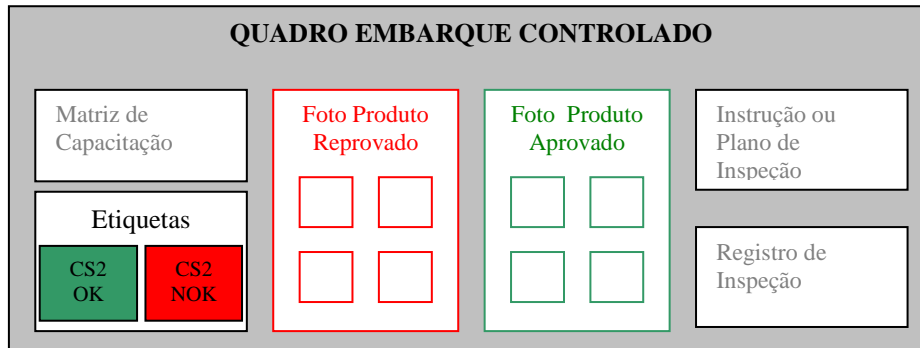 QUADRO EMBARQUE CONTROLADO
Matriz de
Capacitação
Etiquetas
CS2
OK
CS2
NOK
Foto Produto
Reprovado
Foto Produto
Aprovado
Instrução ou
Plano de
Inspeção
Registro de
Inspeção